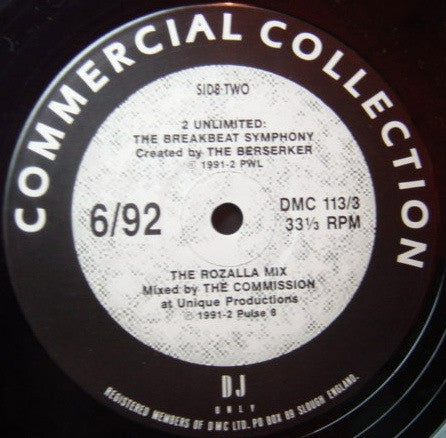 COMMERCIAL COLLECTION
SIDE TWO
2 UNLIMITED:
THE BREAKBEAT SYMPHONY
Created by THE BERSERKER
℗ 1991-2 PWL
6/92
DMC 113/3
33⅓ RPM
THE ROZALLA MIX
Mixed by THE COMMISSION
at Unique Productions
℗ 1991-2 Pulse 8
DJ
ONLY
REGISTERED MEMBERS OF DMC LTD. PO BOX 89 SLOUGH ENGLAND.